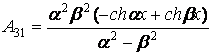 A₃₁ = α²β²(-chαx + chβx) / α² - β²